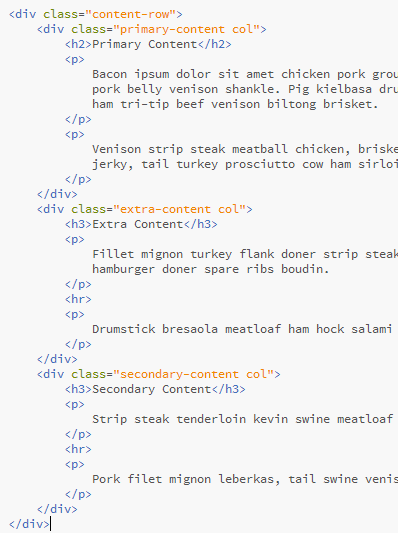 <div class="content-row">
<div class="primary-content col">
<h2>Primary Content</h2>
<p>
Bacon ipsum dolor sit amet chicken pork grou
pork belly venison shankle. Pig kielbasa dru
ham tri-tip beef venison biltong brisket.
</p>
<p>
Venison strip steak meatball chicken, briske
jerky, tail turkey prosciutto cow ham sirloi
</p>
</div>
<div class="extra-content col">
<h3>Extra Content</h3>
<p>
Fillet mignon turkey flank doner strip steak
hamburger doner spare ribs boudin.
</p>
<hr>
<p>
Drumstick bresaola meatloaf ham hock salami
</p>
</div>
<div class="secondary-content col">
<h3>Secondary Content</h3>
<p>
Strip steak tenderloin kevin swine meatloaf
</p>
<hr>
<p>
Pork filet mignon leberkas, tail swine venis
</p>
</div>
</div>